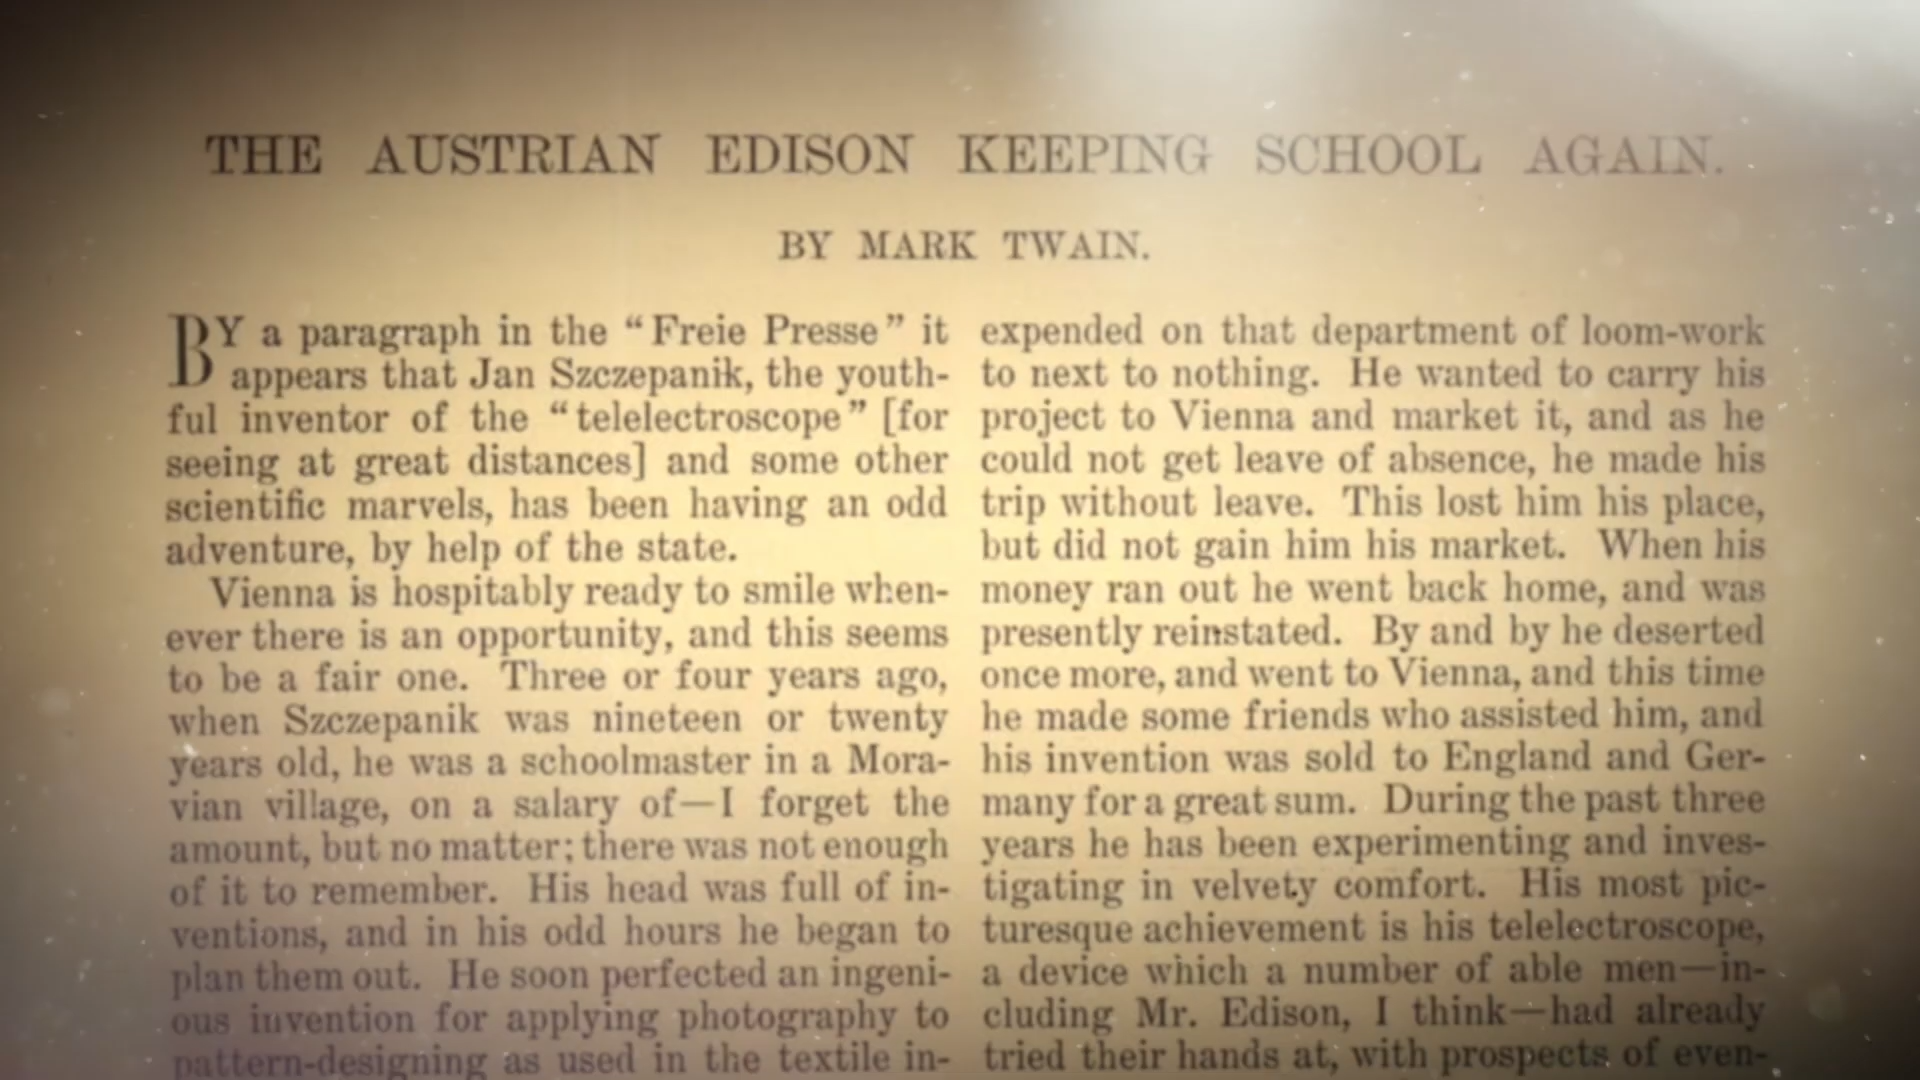 THE AUSTRIAN EDISON KEEPING SCHOOL AGAIN.
BY MARK TWAIN.
BY a paragraph in the “Freie Presse” it
appears that Jan Szczepanik, the youth-
ful inventor of the “telelectroscope” [for
seeing at great distances] and some other
scientific marvels, has been having an odd
adventure, by help of the state.
Vienna is hospitably ready to smile when-
ever there is an opportunity, and this seems
to be a fair one. Three or four years ago,
when Szczepanik was nineteen or twenty
years old, he was a schoolmaster in a Mora-
vian village, on a salary of—I forget the
amount, but no matter; there was not enough
of it to remember. His head was full of in-
ventions, and in his odd hours he began to
plan them out. He soon perfected an ingeni-
ous invention for applying photography to
pattern-designing as used in the textile in-
expended on that department of loom-work
to next to nothing. He wanted to carry his
project to Vienna and market it, and as he
could not get leave of absence, he made his
trip without leave. This lost him his place,
but did not gain him his market. When his
money ran out he went back home, and was
presently reinstated. By and by he deserted
once more, and went to Vienna, and this time
he made some friends who assisted him, and
his invention was sold to England and Ger-
many for a great sum. During the past three
years he has been experimenting and inves-
tigating in velvety comfort. His most pic-
turesque achievement is his telelectroscope,
a device which a number of able men—in-
cluding Mr. Edison, I think—had already
tried their hands at, with prospects of even-